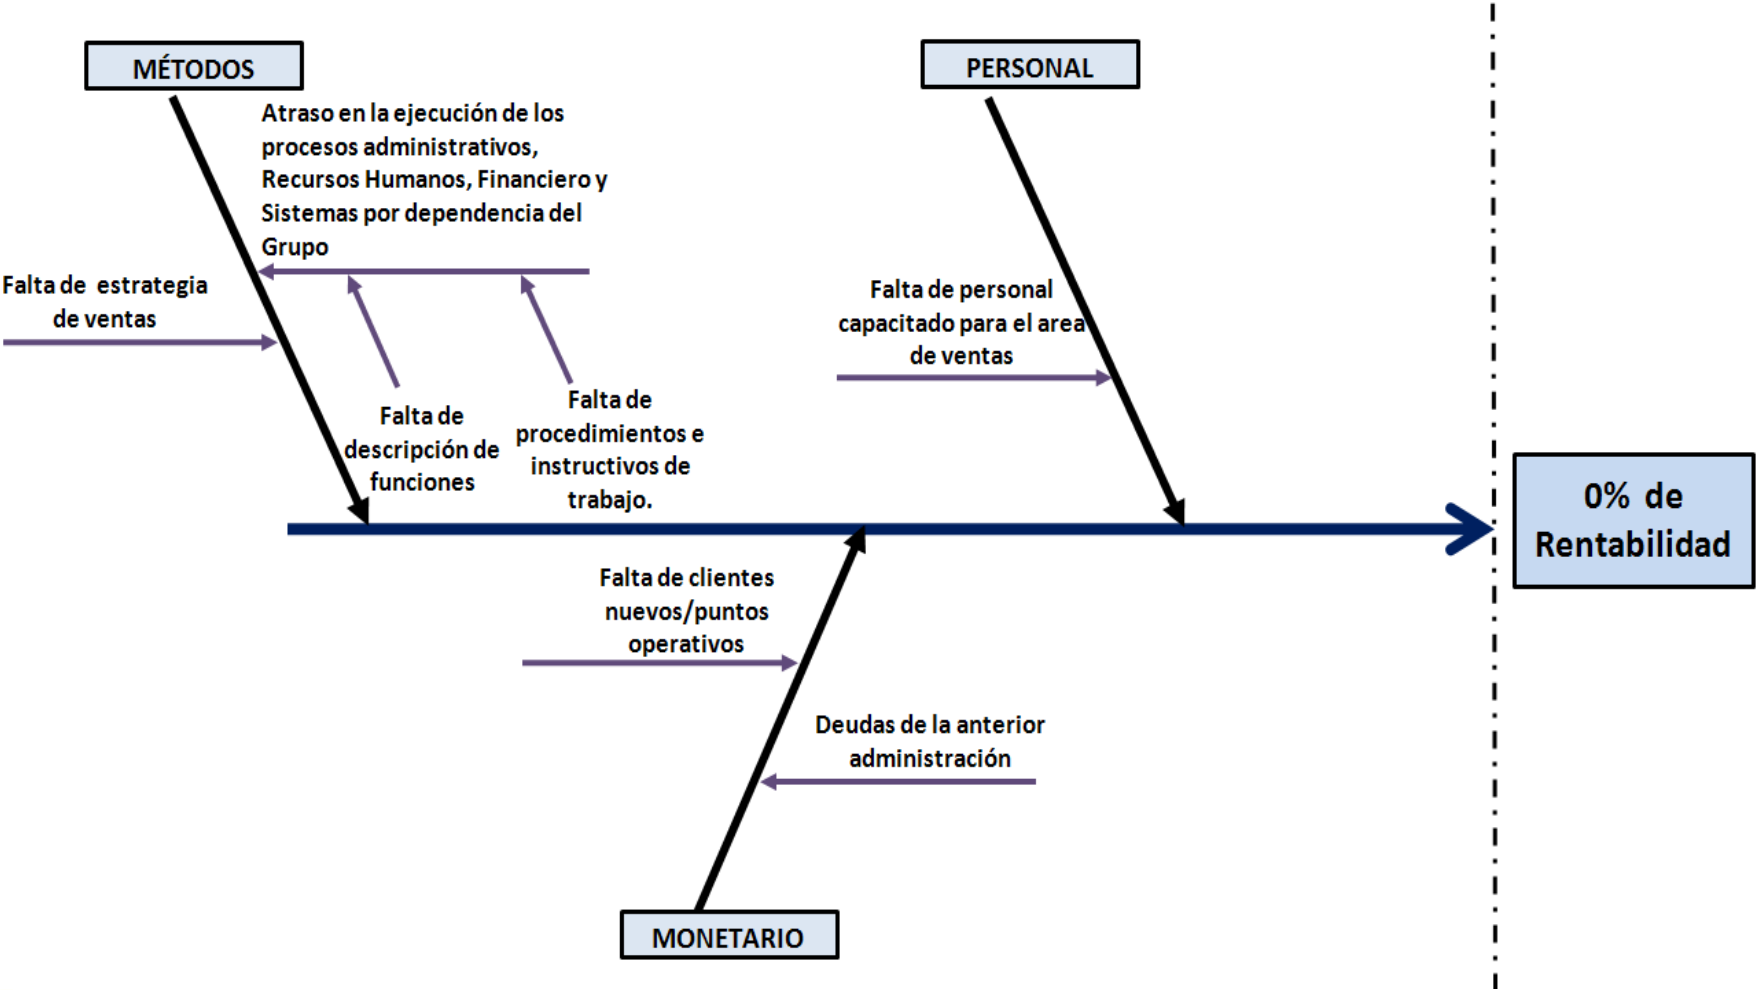 MÉTODOS
PERSONAL
Atraso en la ejecución de los
procesos administrativos,
Recursos Humanos, Financiero y
Sistemas por dependencia del
Grupo
Falta de estrategia
de ventas
Falta de personal
capacitado para el area
de ventas
Falta de
descripción de
funciones
Falta de
procedimientos e
instructivos de
trabajo.
0% de
Rentabilidad
Falta de clientes
nuevos/puntos
operativos
Deudas de la anterior
administración
MONETARIO